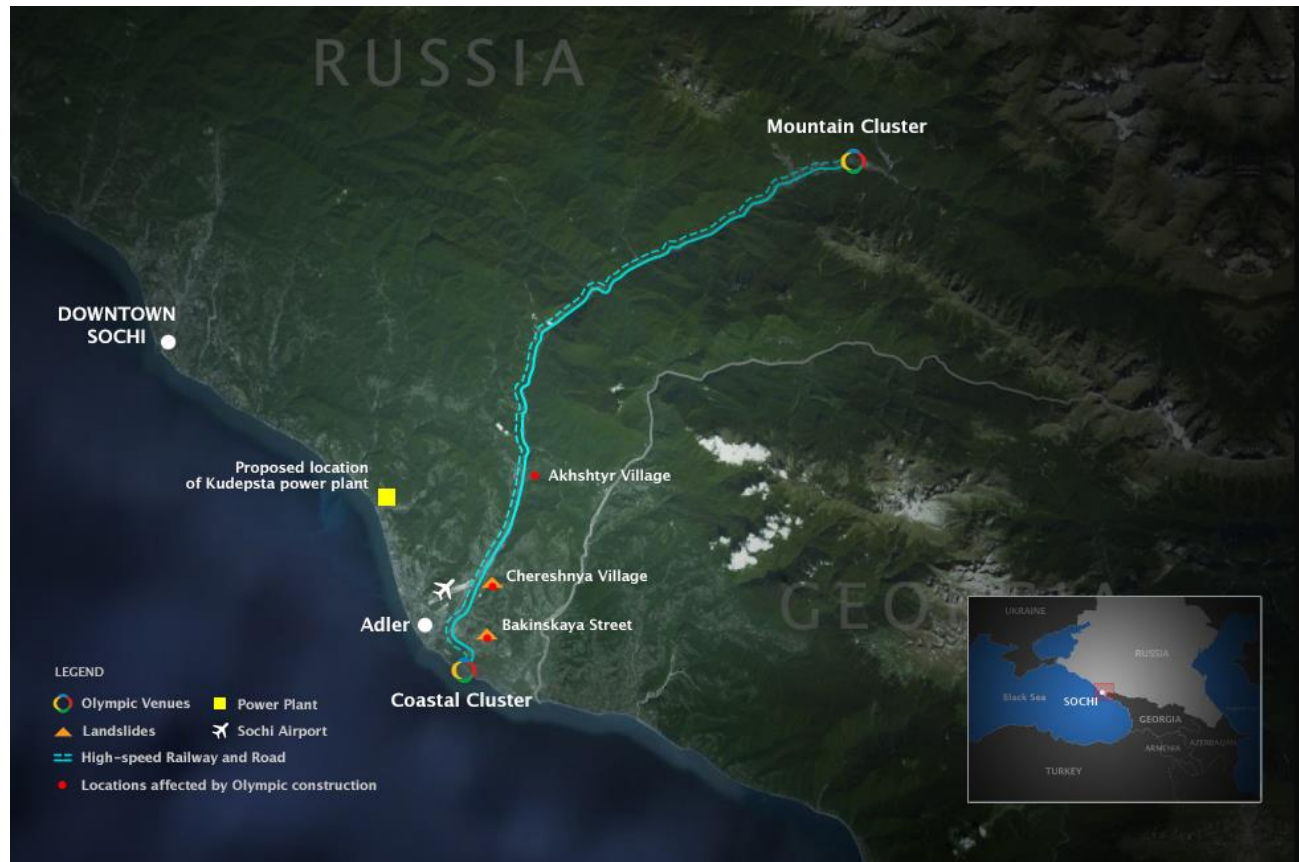 RUSSIA
Mountain Cluster
DOWNTOWN
SOCHI
Proposed location
of Kudepsta power plant
Akhshtyr Village
Chereshnya Village
GEORGIA
Adler
Bakinskaya Street
Coastal Cluster
LEGEND
Olympic Venues
Power Plant
Landslides
Sochi Airport
High-speed Railway and Road
Locations affected by Olympic construction
UKRAINE
RUSSIA
Black Sea
SOCHI
GEORGIA
ARMENIA
AZERBAIJAN
TURKEY